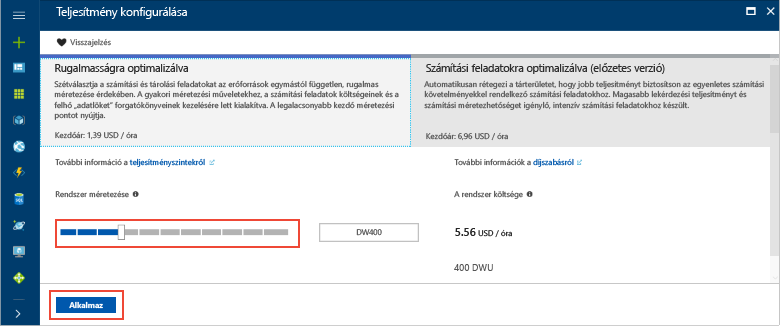 Teljesítmény konfigurálása
Visszajelzés
Rugalmasságra optimalizálva
Szétválasztja a számítási és tárolási feladatokat az erőforrások egymástól független, rugalmas
méretezése érdekében. A gyakori méretezési műveletekhez, a számítási feladatok költségeinek és a
felhő „adatlöket” forgatókönyveinek kezelésére lett kialakítva. A legalacsonyabb kezdő méretezési
pontot nyújtja.
Kezdőár: 1,39 USD / óra
Számítási feladatokra optimalizálva (előzetes verzió)
Automatikusan rétegezi a tárterületet, hogy jobb teljesítményt biztosítson az egyenletes számítási
követelményekkel rendelkező számítási feladatokhoz. Magasabb lekérdezési teljesítményt és
számítási méretezhetőséget igénylő, intenzív számítási feladatokhoz készült.
Kezdőár: 6,96 USD / óra
További információ a teljesítményszintekről
További információk a díjszabásról
Rendszer méretezése
A rendszer költsége
DW400
5.56 USD / óra
400 DWU
Alkalmaz